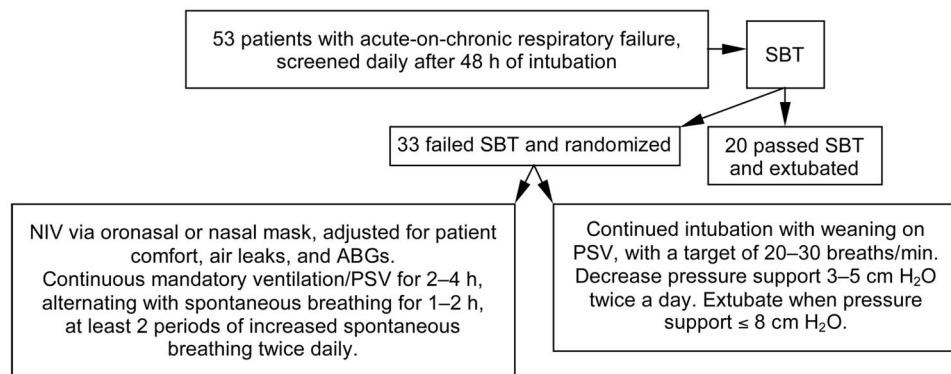 53 patients with acute-on-chronic respiratory failure,
screened daily after 48 h of intubation
SBT
33 failed SBT and randomized
20 passed SBT
and extubated
NIV via oronasal or nasal mask, adjusted for patient
comfort, air leaks, and ABGs.
Continuous mandatory ventilation/PSV for 2–4 h,
alternating with spontaneous breathing for 1–2 h,
at least 2 periods of increased spontaneous
breathing twice daily.
Continued intubation with weaning on
PSV, with a target of 20–30 breaths/min.
Decrease pressure support 3–5 cm H₂O
twice a day. Extubate when pressure
support ≤ 8 cm H₂O.